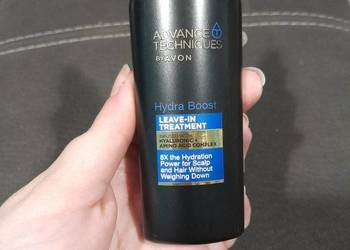 ADVANCE
TECHNIQUES
BY AVON
Hydra Boost
LEAVE-IN
TREATMENT
HYALURONIC &
AMINO ACID COMPLEX
8X the Hydration
Power for Scalp
and Hair Without
Weighing Down